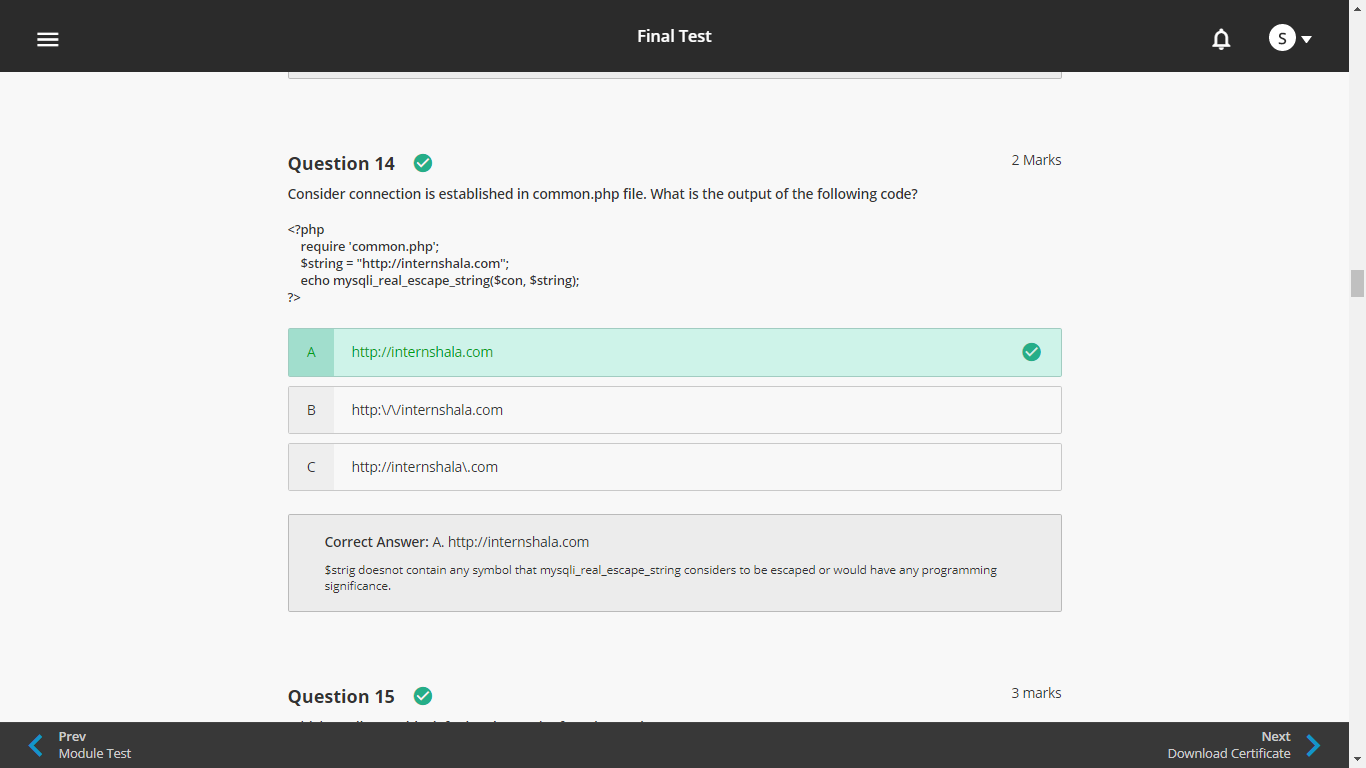 Final Test
S
Question 14
2 Marks
Consider connection is established in common.php file. What is the output of the following code?
<?php
require 'common.php';
$string = "http://internshala.com";
echo mysqli_real_escape_string($con, $string);
?>
A http://internshala.com
B http:\/\/internshala.com
C http://internshala\.com
Correct Answer: A. http://internshala.com
$strig doesnot contain any symbol that mysqli_real_escape_string considers to be escaped or would have any programming
significance.
Question 15
3 marks
Prev
Module Test
Next
Download Certificate